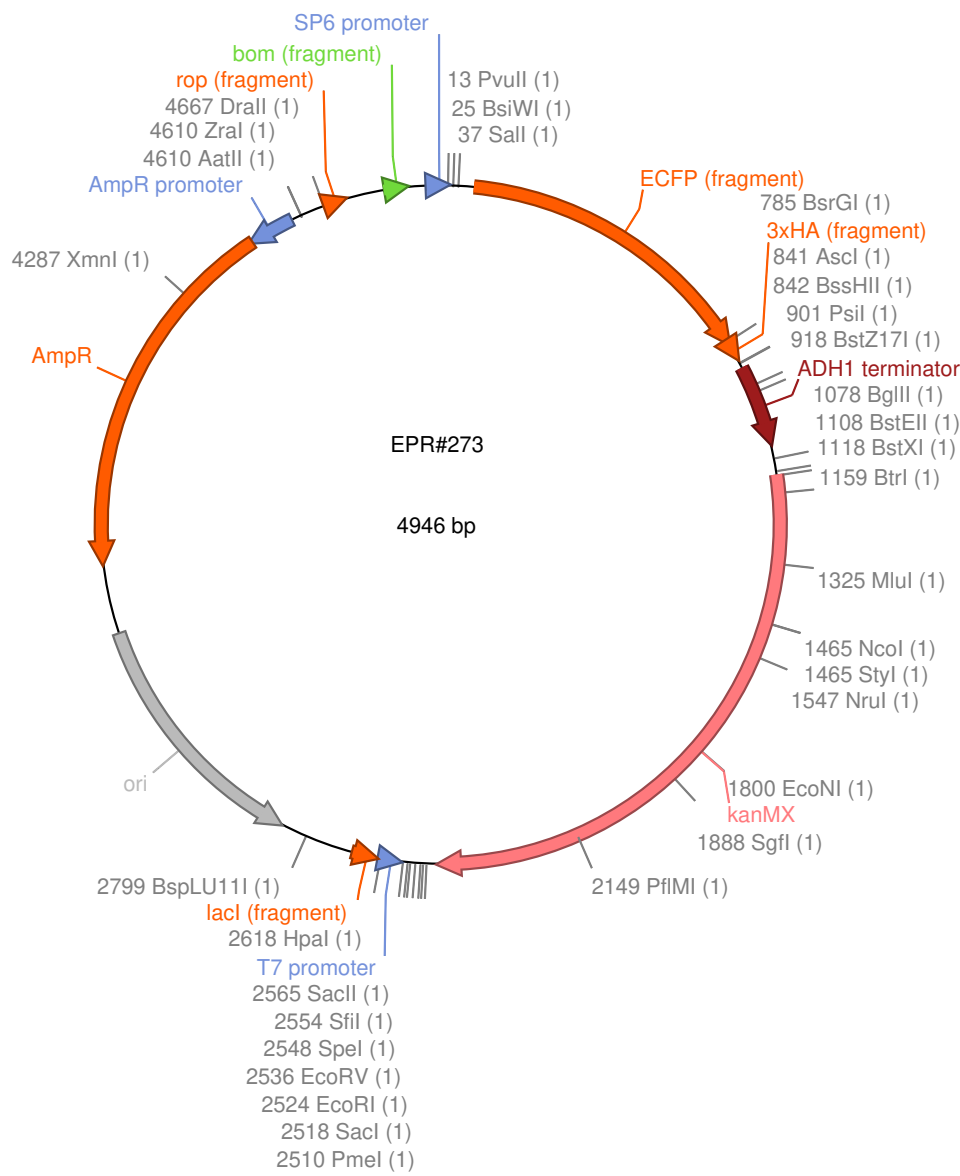 SP6 promoter
bom (fragment)
rop (fragment)
4667 DraII (1)
4610 ZraI (1)
4610 AatII (1)
AmpR promoter
4287 XmnI (1)
AmpR
13 PvuII (1)
25 BsiWI (1)
37 SalI (1)
ECFP (fragment)
785 BsrGI (1)
3xHA (fragment)
841 AscI (1)
842 BssHII (1)
901 PsiI (1)
918 BstZ17I (1)
ADH1 terminator
1078 BglII (1)
1108 BstEII (1)
1118 BstXI (1)
1159 BtrI (1)
EPR#273
4946 bp
1325 MluI (1)
1465 NcoI (1)
1465 StyI (1)
1547 NruI (1)
1800 EcoNI (1)
kanMX
1888 SgfI (1)
2149 PflMI (1)
ori
2799 BspLU11I (1)
lacI (fragment)
2618 HpaI (1)
T7 promoter
2565 SacII (1)
2554 SfiI (1)
2548 SpeI (1)
2536 EcoRV (1)
2524 EcoRI (1)
2518 SacI (1)
2510 PmeI (1)